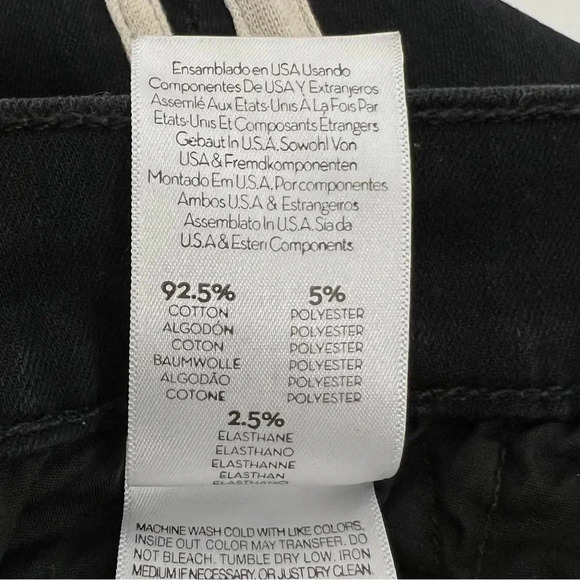 Ensamblado en USA Usando
Componentes De USA Y Extranjeros
Assemlé Aux Etats-Unis À La Fois Par
Etats-Unis Et Composants Étrangers
Gebaut In U.S.A. Sowohl Von
USA & Fremdkomponenten
Montado Em U.S.A, Por componentes
Ambos U.S.A & Estrangeiros
Assemblato In U.S.A. Sia da
U.S.A & Esteri Components
92.5% 5%
COTTON POLYESTER
ALGODÓN POLYESTER
COTON POLYESTER
BAUMWOLLE POLYESTER
ALGODÃO POLYESTER
COTONE POLYESTER
2.5%
ELASTHANE
ELASTHANO
ELASTHANNE
ELASTHAN
ELASTHANO
MACHINE WASH COLD WITH LIKE COLORS.
INSIDE OUT. COLOR MAY TRANSFER. DO
NOT BLEACH. TUMBLE DRY LOW. IRON
MEDIUM IF NECESSARY. OR JUST DRY CLEAN.